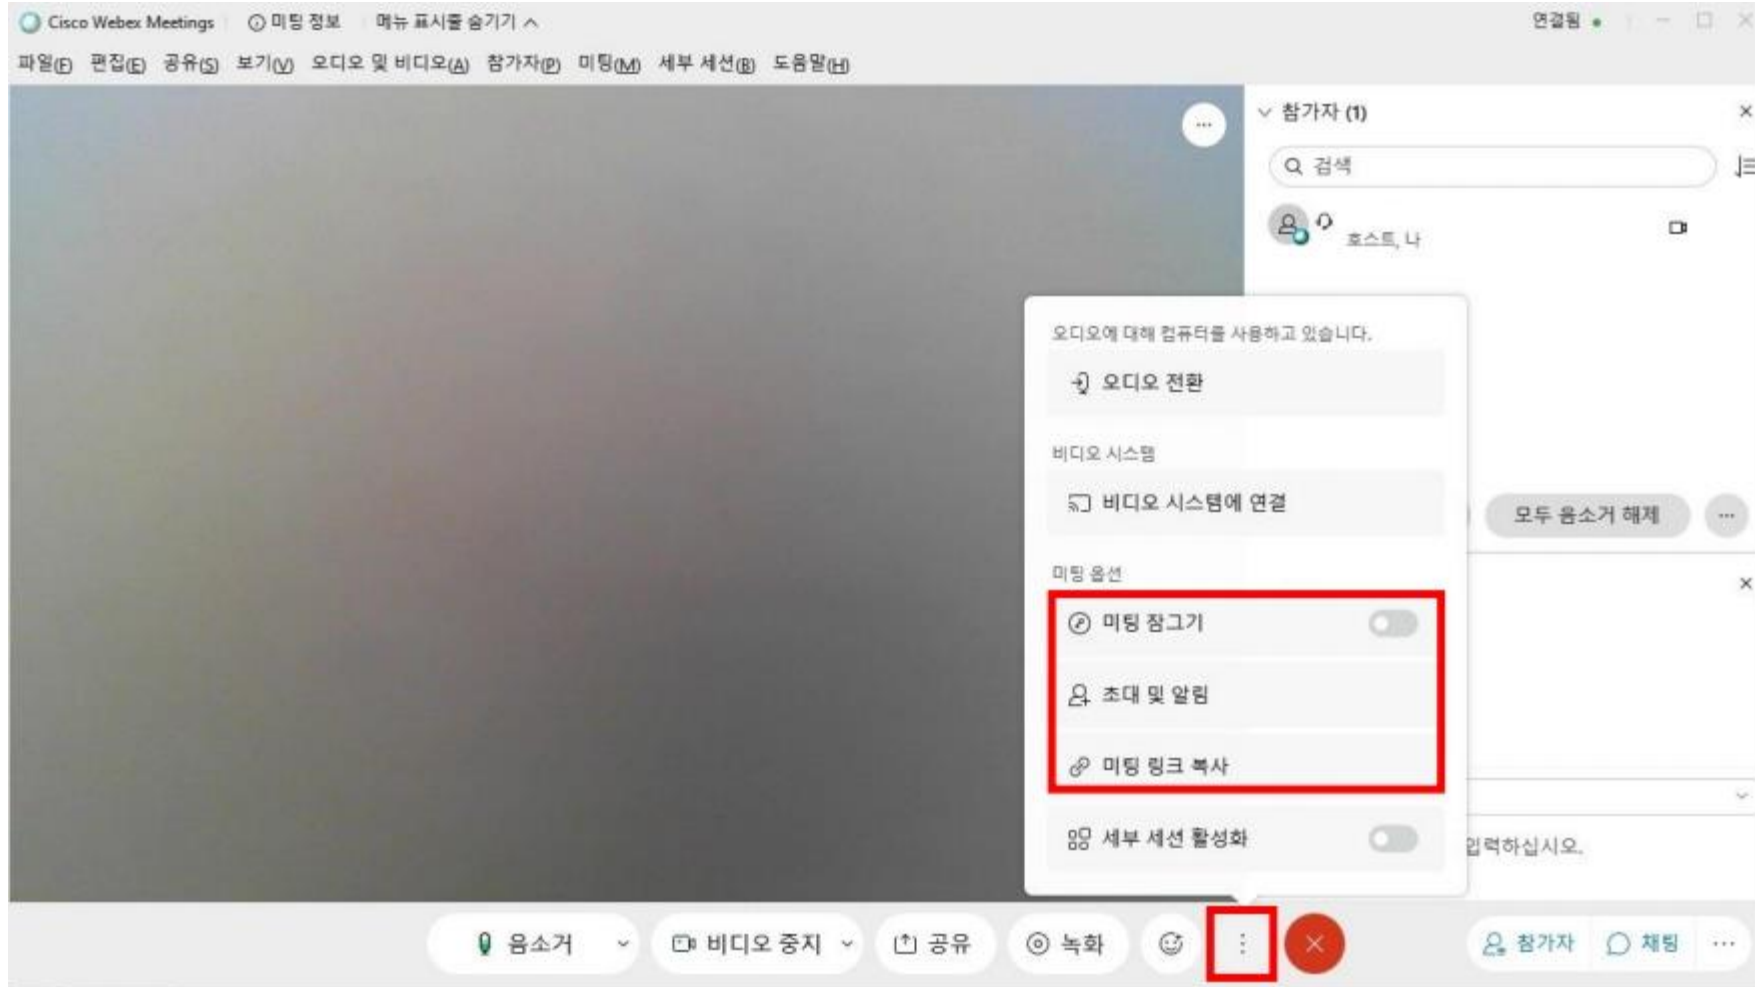 Cisco Webex Meetings 미팅 정보 메뉴 표시줄 숨기기 연결됨
파일(F) 편집(E) 공유(S) 보기(V) 오디오 및 비디오(A) 참가자(P) 미팅(M) 세부 세션(B) 도움말(H)
참가자 (1)
검색
호스트, 나
오디오에 대해 컴퓨터를 사용하고 있습니다.
오디오 전환
비디오 시스템
비디오 시스템에 연결
모두 음소거 해제
미팅 옵션
미팅 잠그기
초대 및 알림
미팅 링크 복사
세부 세션 활성화
입력하십시오.
음소거 비디오 중지 공유 녹화 참가자 채팅